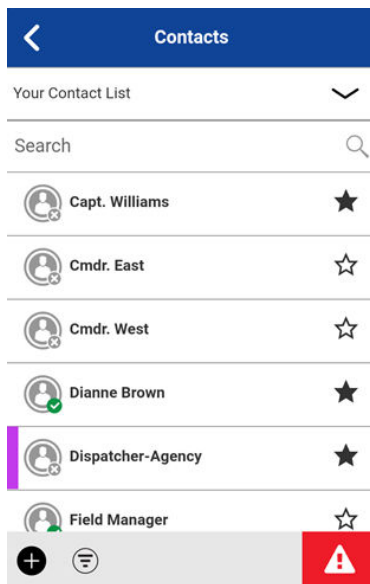 Contacts
Your Contact List
Search
Capt. Williams
Cmdr. East
Cmdr. West
Dianne Brown
Dispatcher-Agency
Field Manager